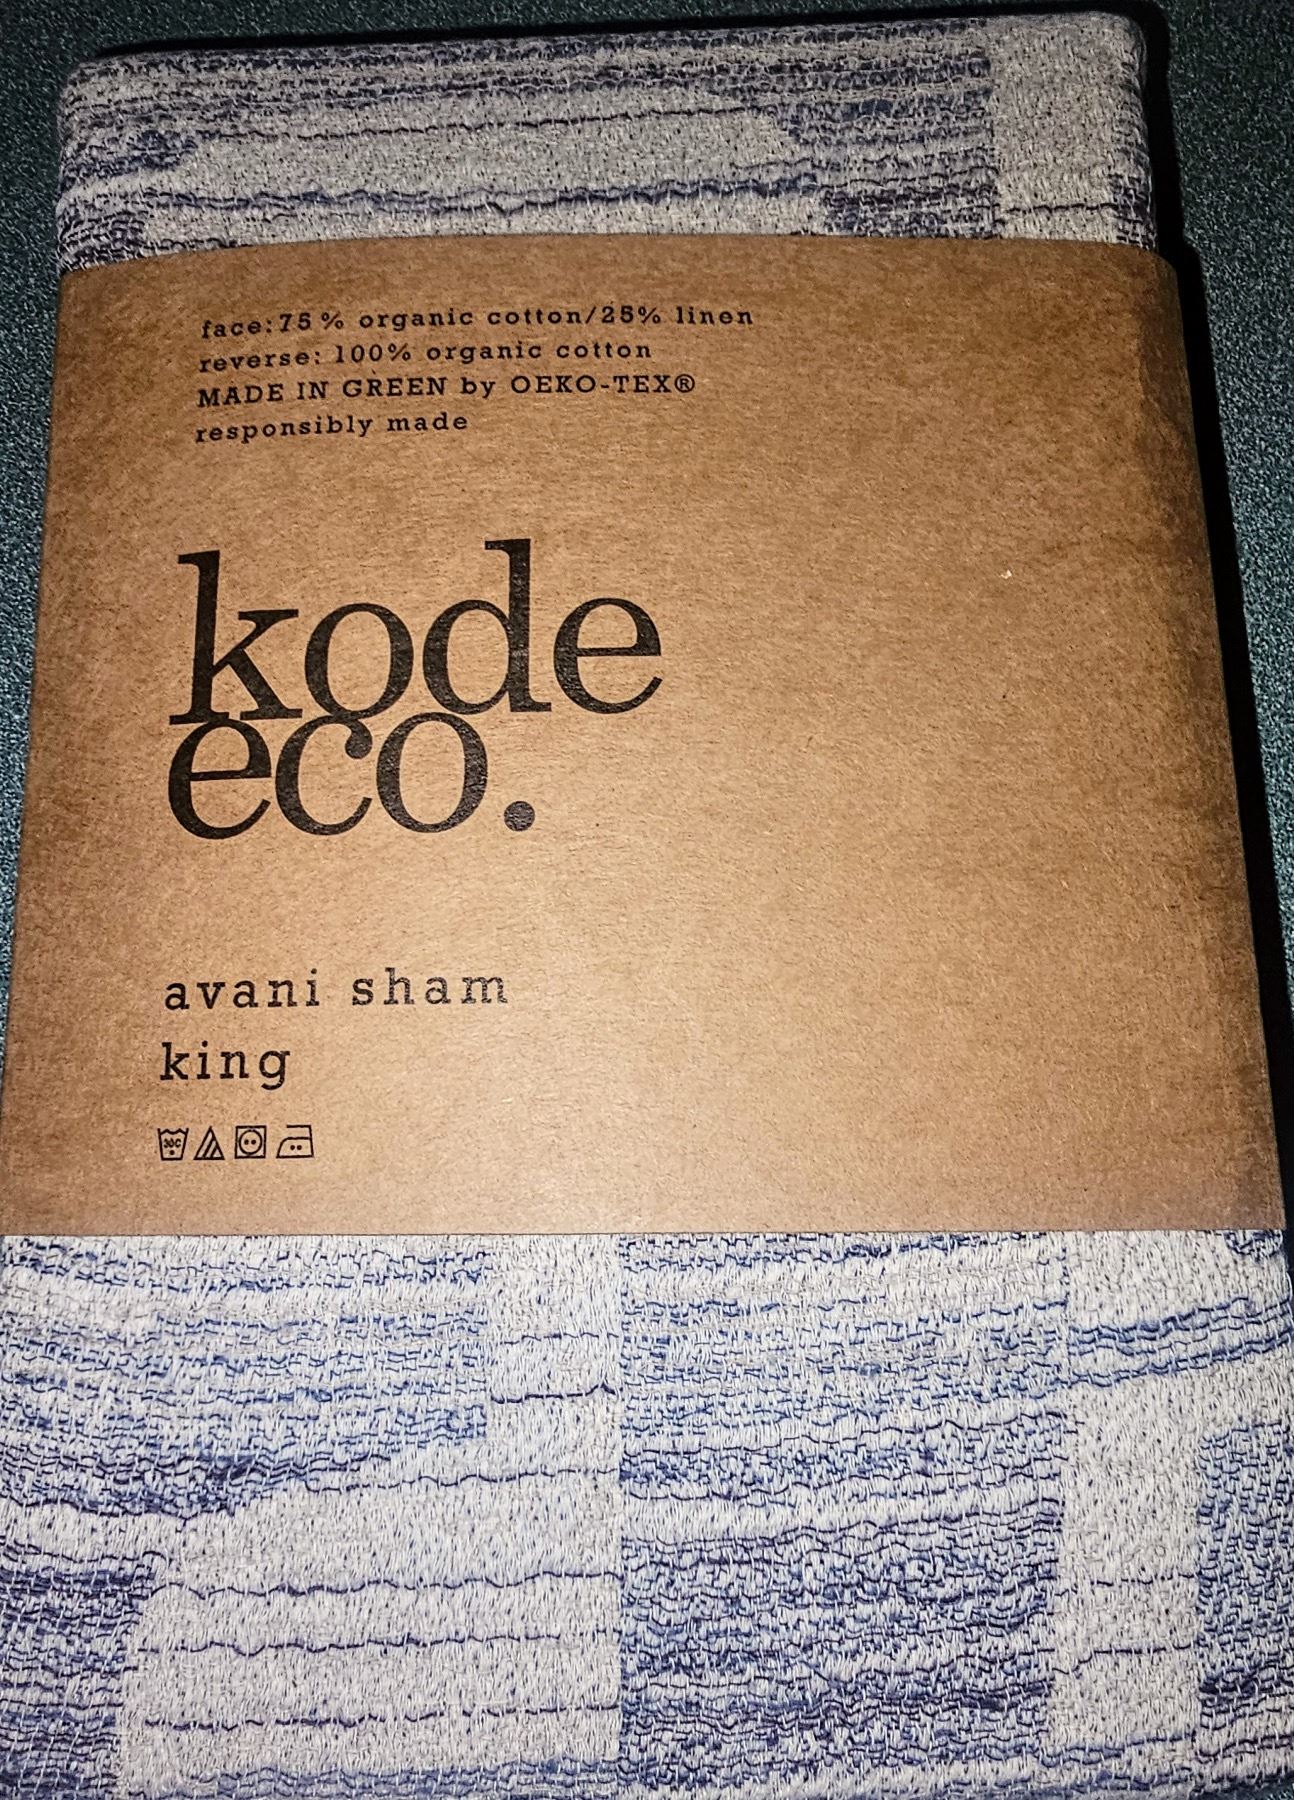 face: 75% organic cotton/25% linen
reverse: 100% organic cotton
MADE IN GREEN by OEKO-TEX®
responsibly made
kode
eco.
avani sham
king
30C